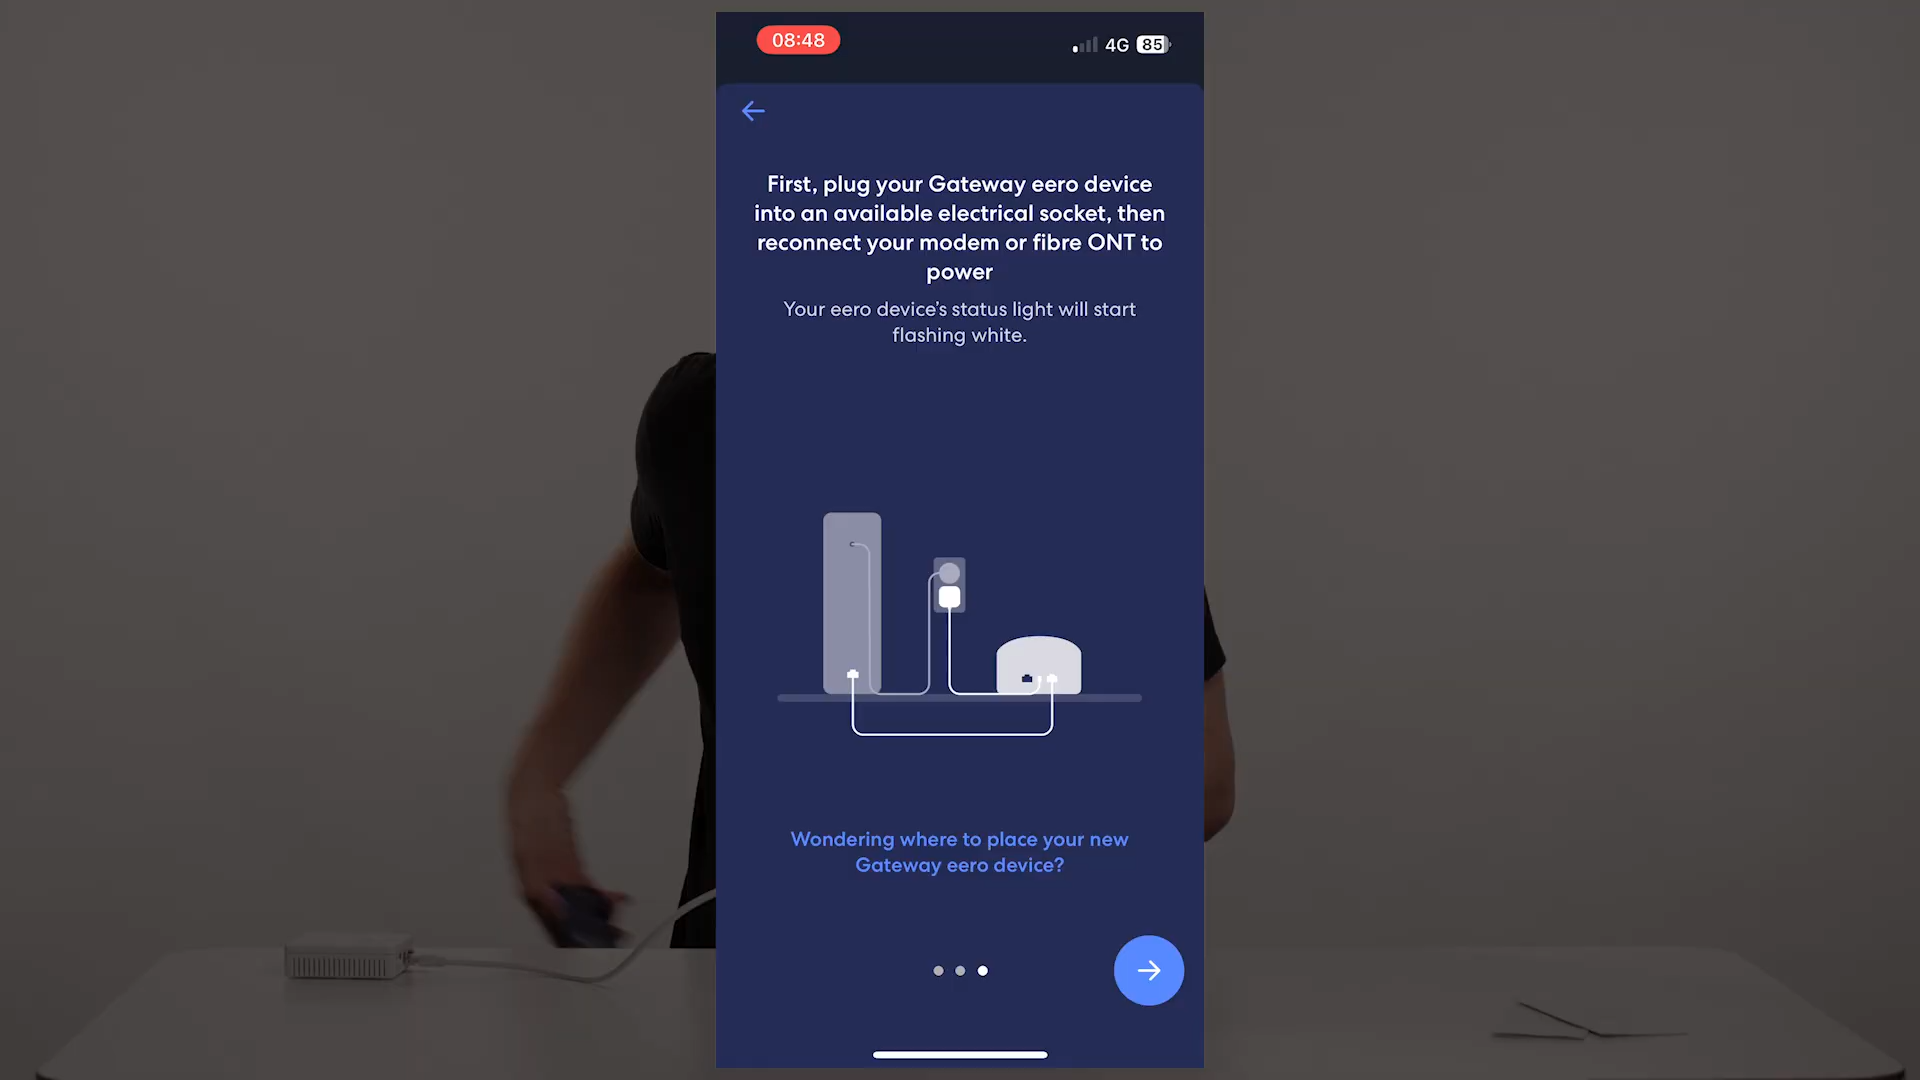 08:48
4G 85
First, plug your Gateway eero device
into an available electrical socket, then
reconnect your modem or fibre ONT to
power
Your eero device's status light will start
flashing white.
Wondering where to place your new
Gateway eero device?